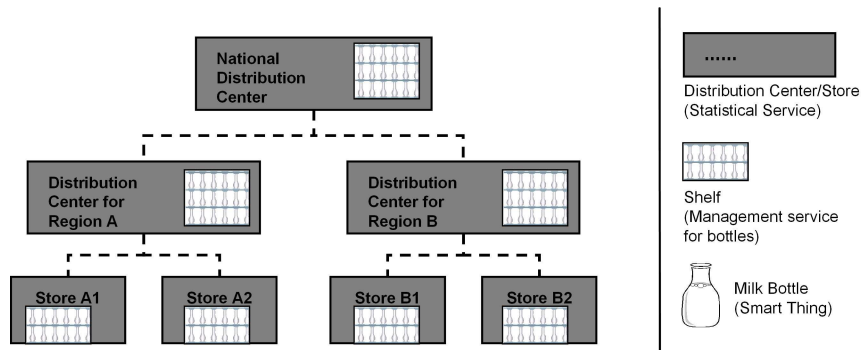 National
Distribution
Center
Distribution
Center for
Region A
Distribution
Center for
Region B
Store A1
Store A2
Store B1
Store B2
......
Distribution Center/Store
(Statistical Service)
Shelf
(Management service
for bottles)
Milk Bottle
(Smart Thing)